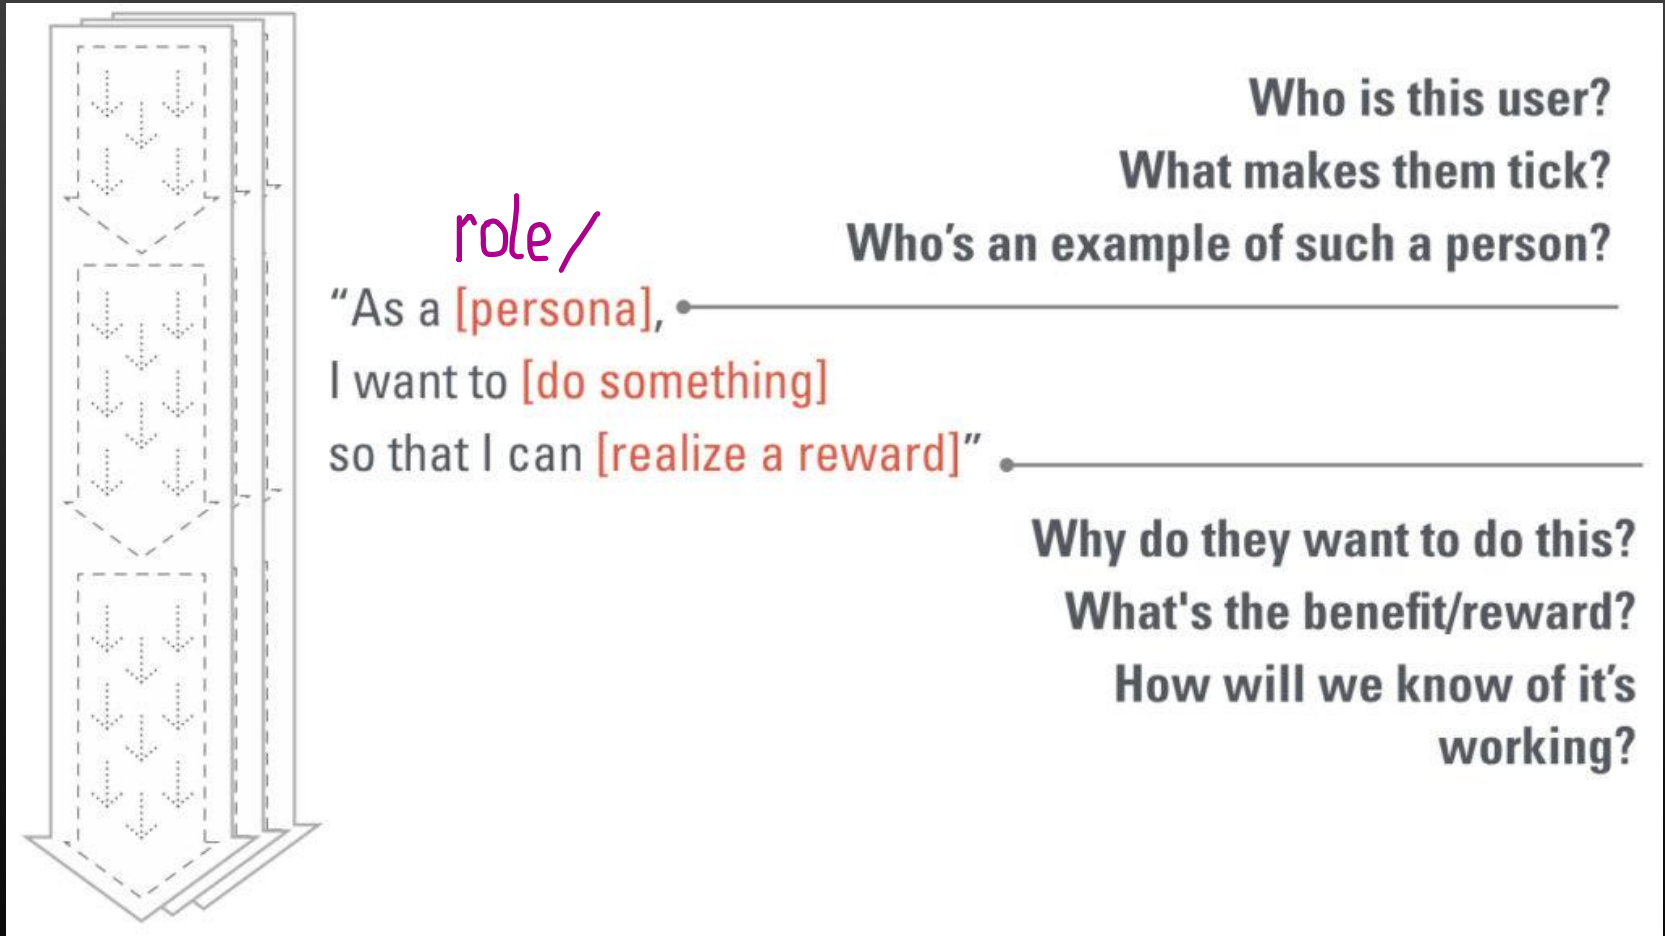 Who is this user?
What makes them tick?
Who's an example of such a person?
role/
“As a [persona],
I want to [do something]
so that I can [realize a reward]”
Why do they want to do this?
What's the benefit/reward?
How will we know of it's
working?